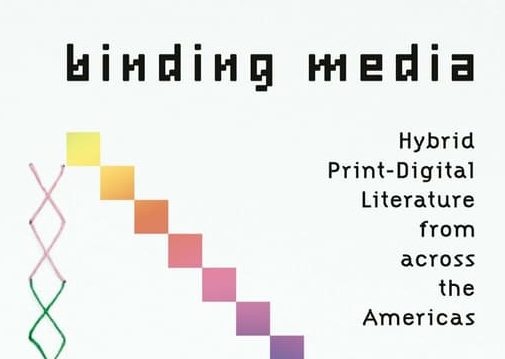 binding media
Hybrid
Print-Digital
Literature
from
across
the
Americas